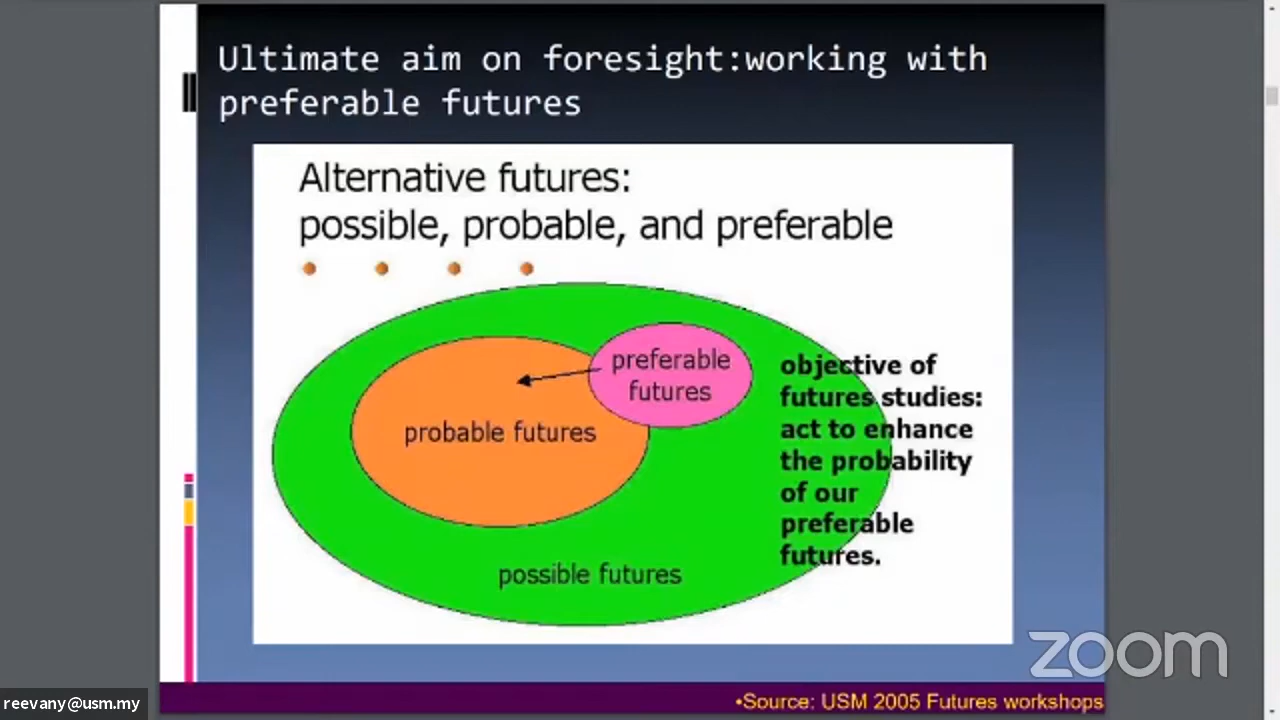 Ultimate aim on foresight:working with
preferable futures
Alternative futures:
possible, probable, and preferable
preferable
futures
probable futures
possible futures
objective of
futures studies:
act to enhance
the probability
of our
preferable
futures.
zoom
reevany@usm.my
•Source: USM 2005 Futures workshops